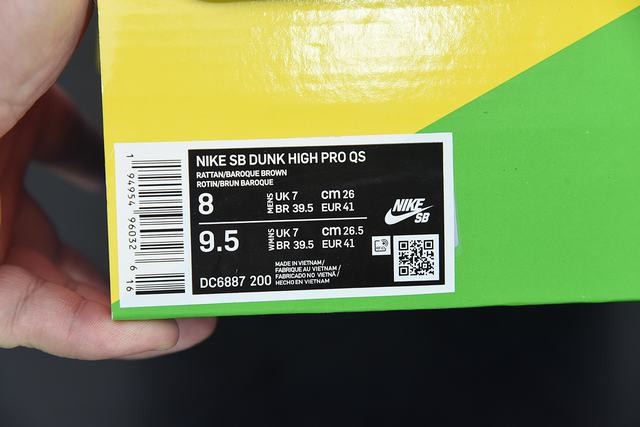 NIKE SB DUNK HIGH PRO QS
RATTAN/BAROQUE BROWN
ROTIN/BRUN BAROQUE
8 MENS UK 7 cm 26
BR 39.5 EUR 41
9.5 WMNS UK 7 cm 26.5
BR 39.5 EUR 41
MADE IN VIETNAM/
FABRIQUE AU VIETNAM /
FABRICADO NO VIETNÃ/
HECHO EN VIETNAM
DC6887 200
NIKE
SB
1 94954 96032 6 16